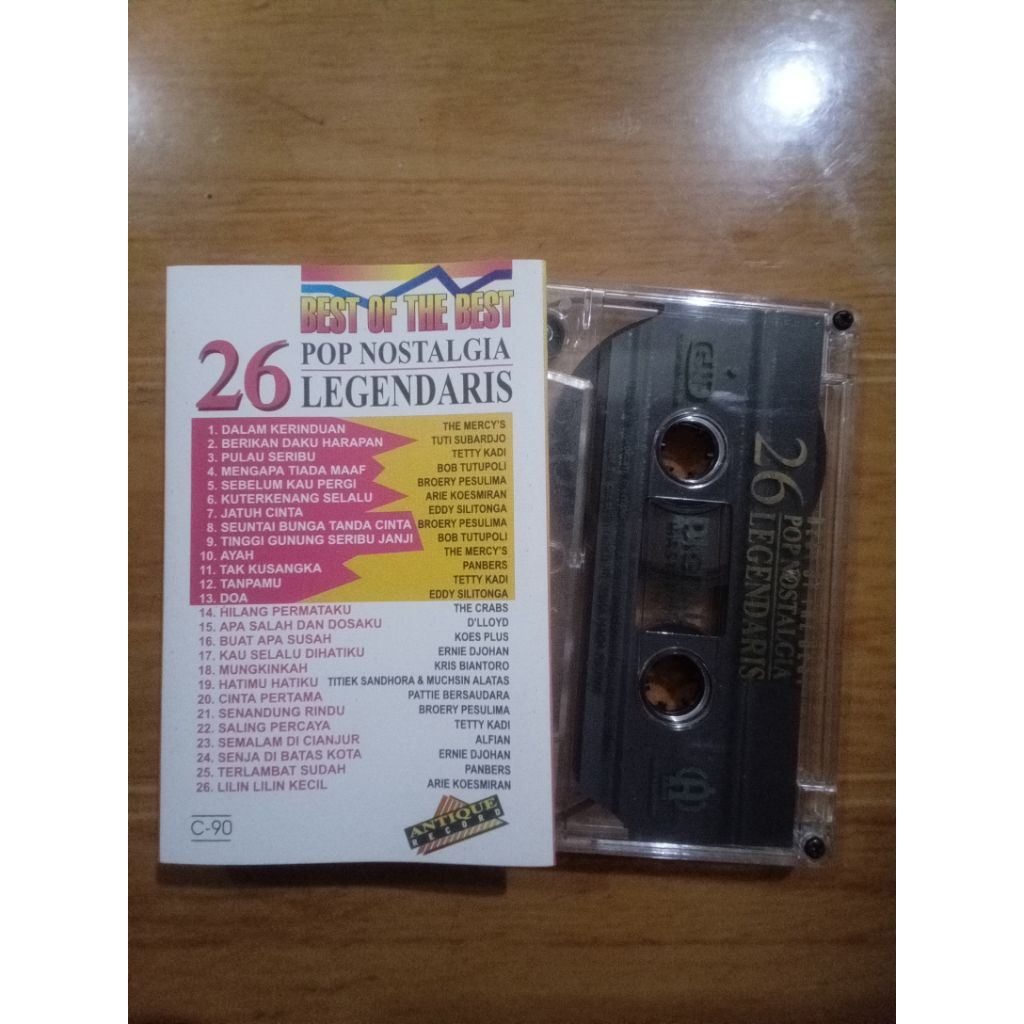 BEST OF THE BEST
26 POP NOSTALGIA
LEGENDARIS
1. DALAM KERINDUAN THE MERCY'S
2. BERIKAN DAKU HARAPAN TUTI SUBARDJO
3. PULAU SERIBU TETTY KADI
4. MENGAPA TIADA MAAF BOB TUTUPOLI
5. SEBELUM KAU PERGI BROERY PESULIMA
6. KUTERKENANG SELALU ARIE KOESMIRAN
7. JATUH CINTA EDDY SILITONGA
8. SEUNTAI BUNGA TANDA CINTA BROERY PESULIMA
9. TINGGI GUNUNG SERIBU JANJI BOB TUTUPOLI
10. AYAH THE MERCY'S
11. TAK KUSANGKA PANBERS
12. TANPAMU TETTY KADI
13. DOA EDDY SILITONGA
14. HILANG PERMATAKU THE CRABS
15. APA SALAH DAN DOSAKU D'LLOYD
16. BUAT APA SUSAH KOES PLUS
17. KAU SELALU DIHATIKU ERNIE DJOHAN
18. MUNGKINKAH KRIS BIANTORO
19. HATIMU HATIKU TITIEK SANDHORA & MUCHSIN ALATAS
20. CINTA PERTAMA PATTIE BERSAUDARA
21. SENANDUNG RINDU BROERY PESULIMA
22. SALING PERCAYA TETTY KADI
23. SEMALAM DI CIANJUR ALFIAN
24. SENJA DI BATAS KOTA ERNIE DJOHAN
25. TERLAMBAT SUDAH PANBERS
26. LILIN LILIN KECIL ARIE KOESMIRAN
C-90
ANTIQUE
RECORD
26 POP NOSTALGIA
LEGENDARIS